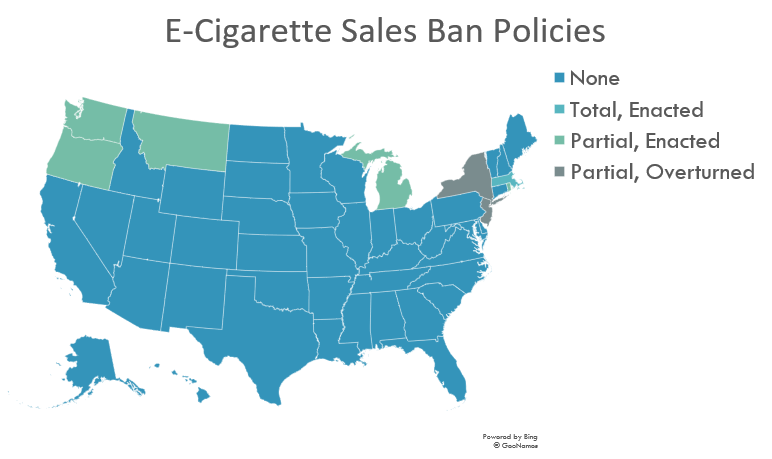 E-Cigarette Sales Ban Policies
None
Total, Enacted
Partial, Enacted
Partial, Overturned
Powered by Bing
© GeoNames